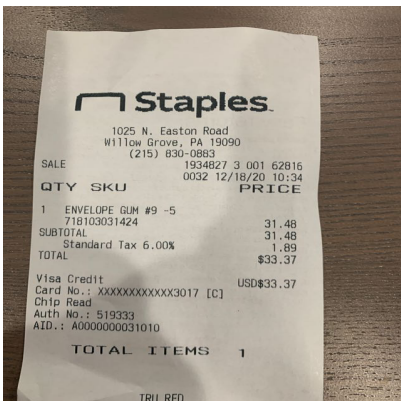 Staples
1025 N. Easton Road
Willow Grove, PA 19090
(215) 830-0883
SALE 1934827 3 001 62816
0032 12/18/20 10:34
QTY SKU PRICE
1 ENVELOPE GUM #9 -5
718103031424 31.48
SUBTOTAL 31.48
Standard Tax 6.00% 1.89
TOTAL $33.37
Visa Credit USD$33.37
Card No.: XXXXXXXXXXXX3017 [C]
Chip Read
Auth No.: 519333
AID.: A0000000031010
TOTAL ITEMS 1
TRU RED